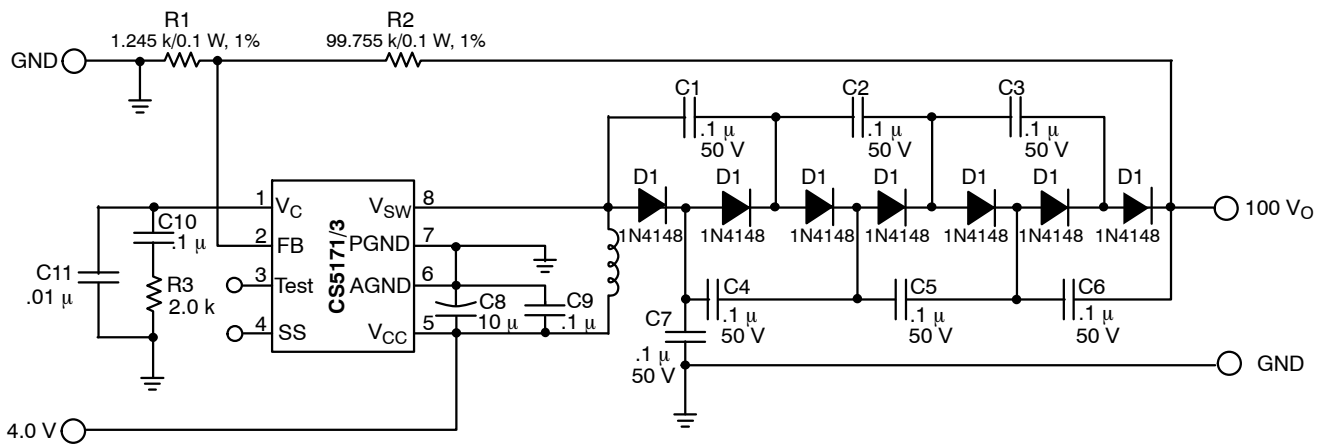 R1
1.245 k/0.1 W, 1%
R2
99.755 k/0.1 W, 1%
GND
C1
.1 μ
50 V
C2
.1 μ
50 V
C3
.1 μ
50 V
D1
1N4148
D1
1N4148
D1
1N4148
D1
1N4148
D1
1N4148
D1
1N4148
D1
1N4148
100 VO
1
VC
2
FB
3
Test
4
SS
CS5171/3
VSW
8
PGND
7
AGND
6
VCC
5
C10
.1 μ
C11
.01 μ
R3
2.0 k
C8
10 μ
C9
.1 μ
C4
.1 μ
50 V
C5
.1 μ
50 V
C6
.1 μ
50 V
C7
.1 μ
50 V
GND
4.0 V